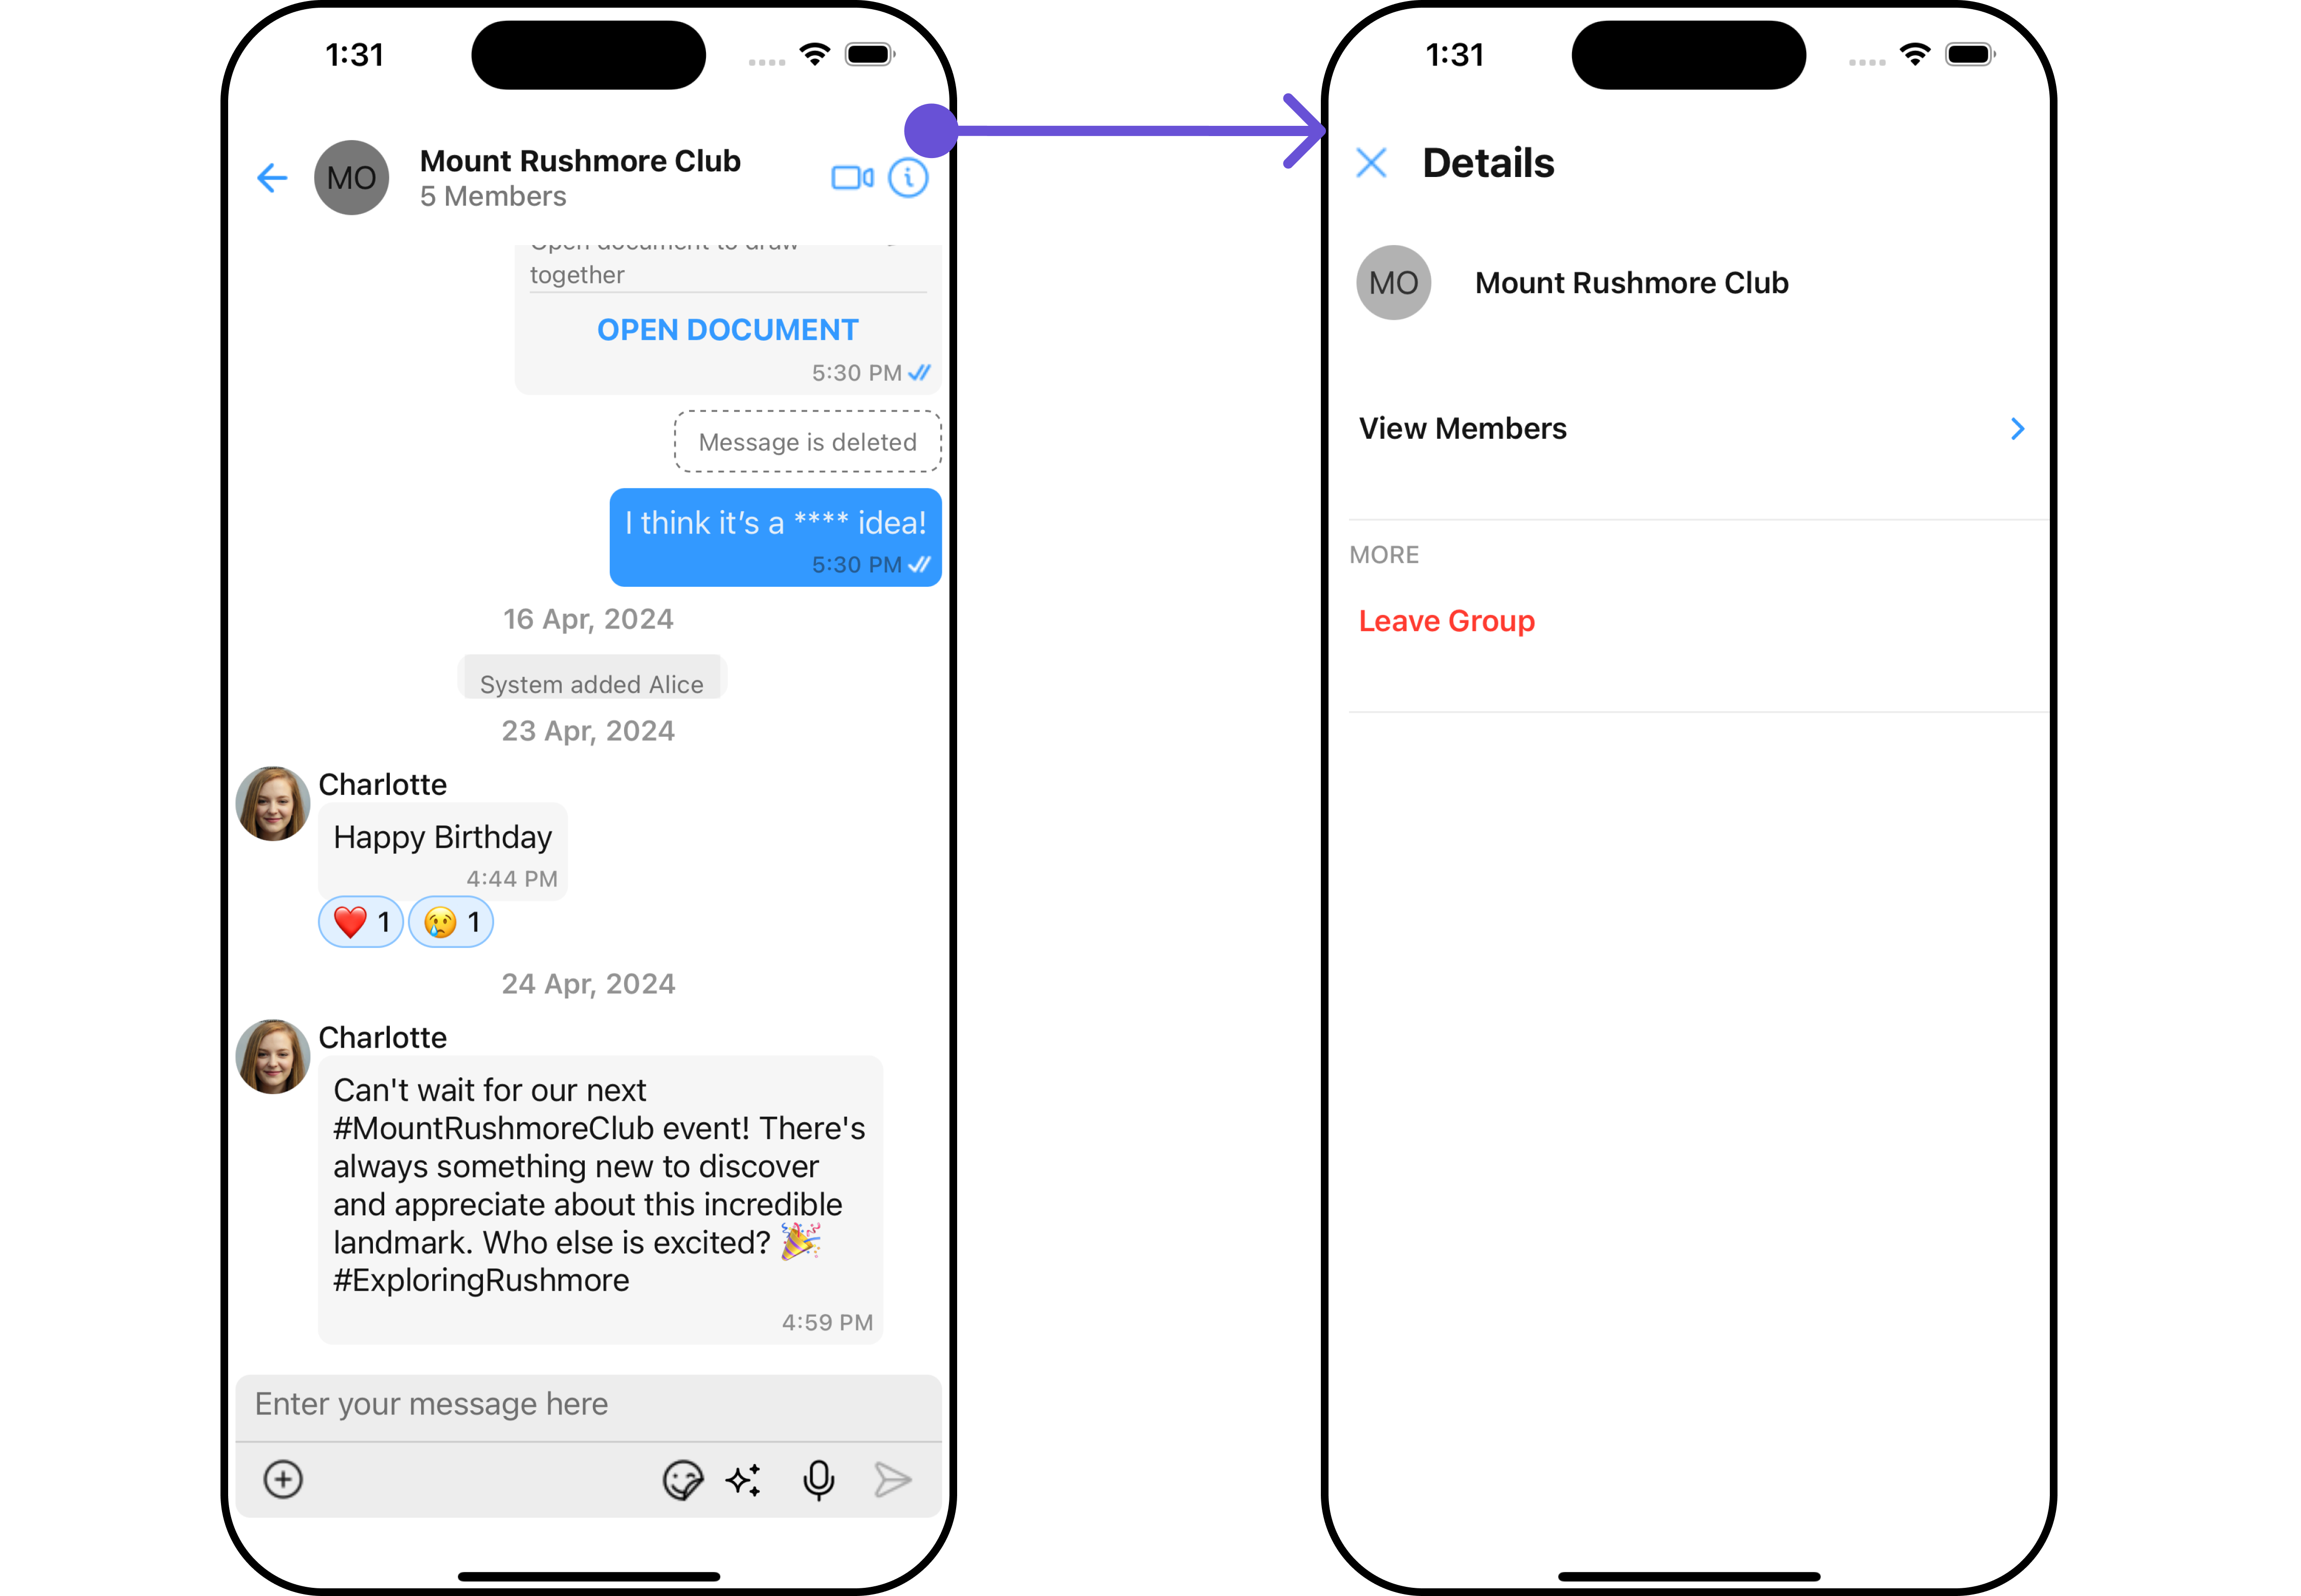 1:31
MO
Mount Rushmore Club
5 Members
Open document to draw
together
OPEN DOCUMENT
5:30 PM
Message is deleted
I think it’s a **** idea!
5:30 PM
16 Apr, 2024
System added Alice
23 Apr, 2024
Charlotte
Happy Birthday
4:44 PM
1 1
24 Apr, 2024
Charlotte
Can't wait for our next
#MountRushmoreClub event! There's
always something new to discover
and appreciate about this incredible
landmark. Who else is excited? 🎉
#ExploringRushmore
4:59 PM
Enter your message here
1:31
Details
MO
Mount Rushmore Club
View Members
MORE
Leave Group